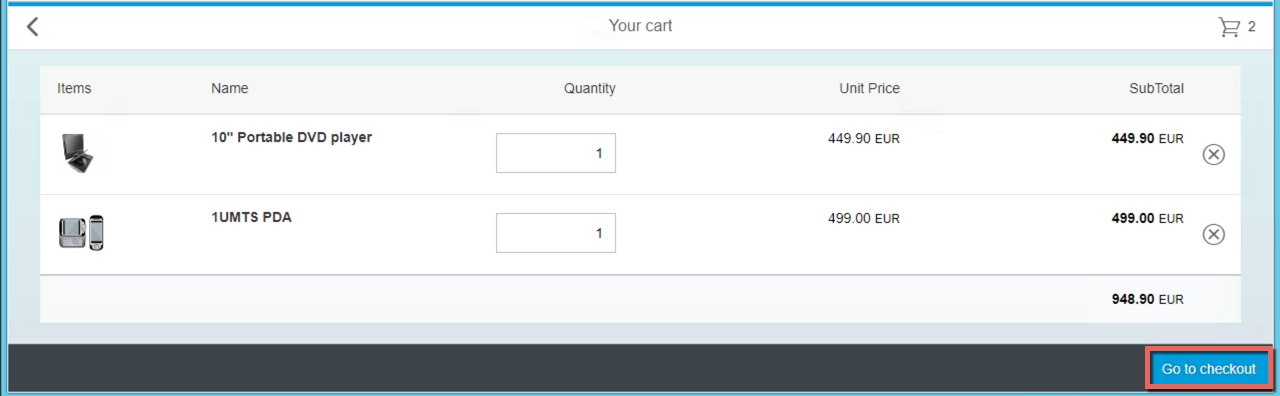 Your cart
2
Items Name Quantity Unit Price SubTotal
10" Portable DVD player 1 449.90 EUR 449.90 EUR
1UMTS PDA 1 499.00 EUR 499.00 EUR
948.90 EUR
Go to checkout